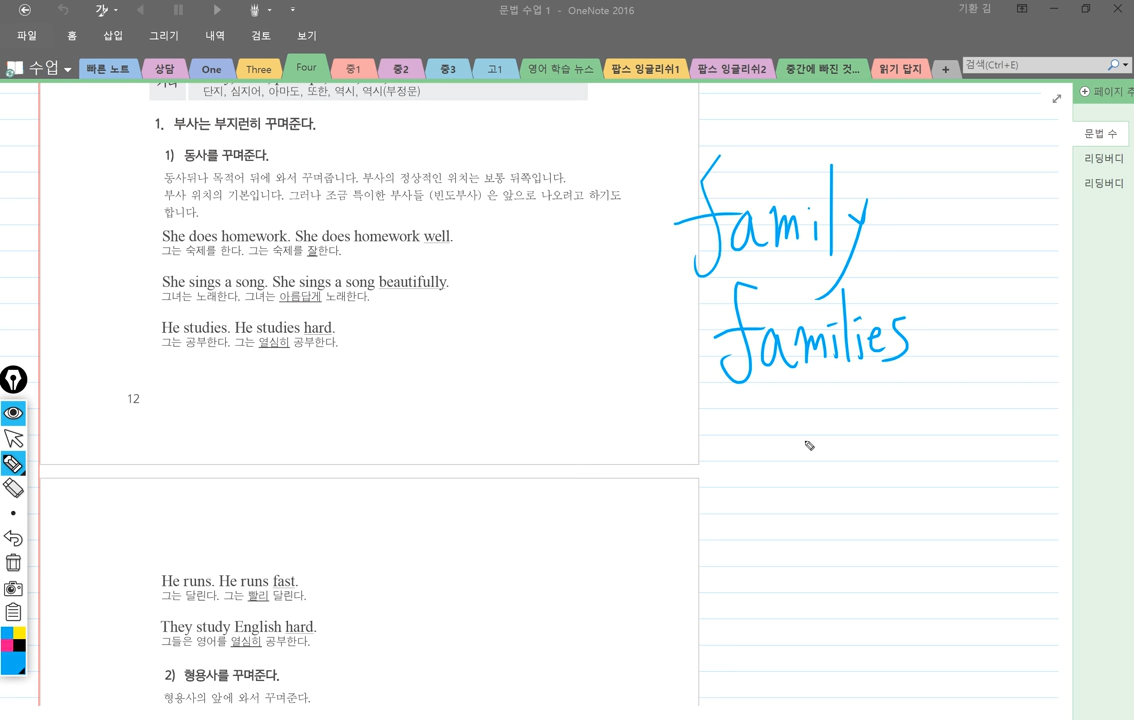 문법 수업 1 - OneNote 2016
기환 김
파일 홈 삽입 그리기 내역 검토 보기
수업 빠른 노트 상담 One Three Four 중1 중2 중3 고1 영어 학습 뉴스 팝스 잉글리쉬1 팝스 잉글리쉬2 중간에 빠진 것... 읽기 답지 + 검색(Ctrl+E)
페이지 추
문법 수
리딩버디
리딩버디
단지, 심지어, 아마도, 또한, 역시, 역시(부정문)
1. 부사는 부지런히 꾸며준다.
1) 동사를 꾸며준다.
동사뒤나 목적어 뒤에 와서 꾸며줍니다. 부사의 정상적인 위치는 보통 뒤쪽입니다.
부사 위치의 기본입니다. 그러나 조금 특이한 부사들 (빈도부사) 은 앞으로 나오려고 하기도
합니다.
She does homework. She does homework well.
그는 숙제를 한다. 그는 숙제를 잘한다.
She sings a song. She sings a song beautifully.
그녀는 노래한다. 그녀는 아름답게 노래한다.
He studies. He studies hard.
그는 공부한다. 그는 열심히 공부한다.
12
family
families
He runs. He runs fast.
그는 달린다. 그는 빨리 달린다.
They study English hard.
그들은 영어를 열심히 공부한다.
2) 형용사를 꾸며준다.
형용사의 앞에 와서 꾸며준다.